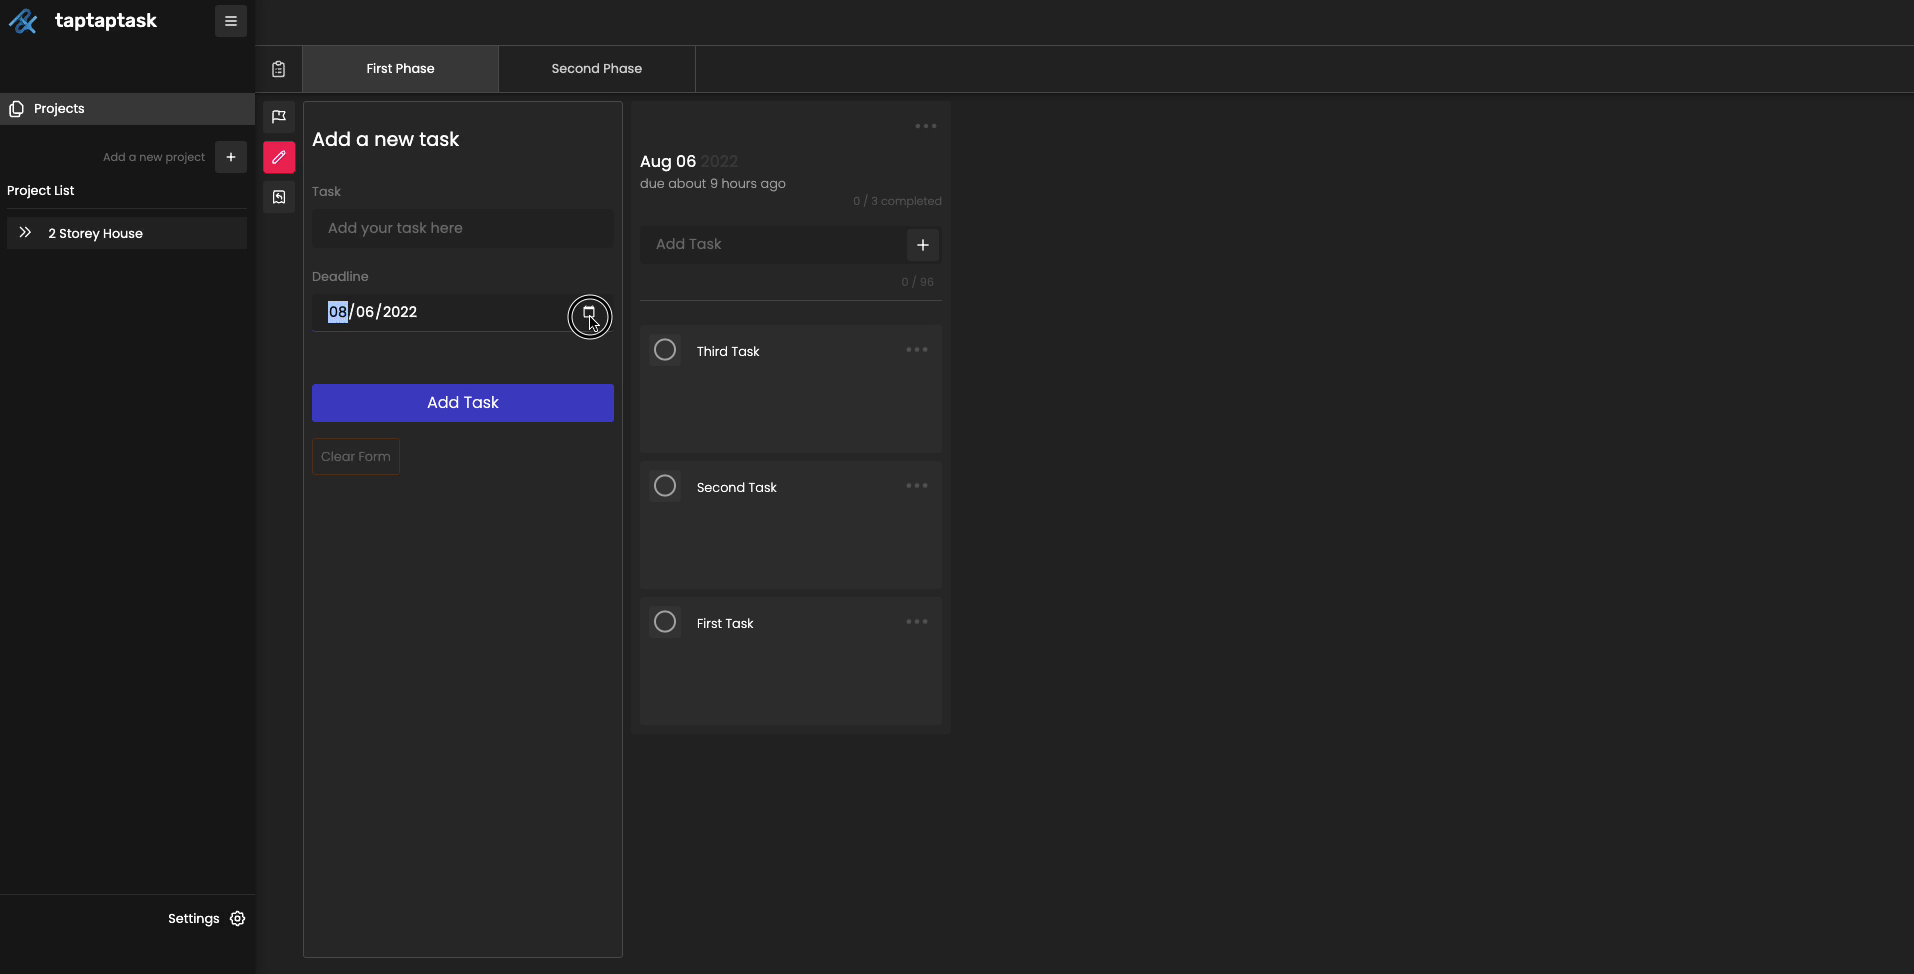 taptaptask
First Phase
Second Phase
Projects
Add a new project
Project List
2 Storey House
Settings
Add a new task
Task
Add your task here
Deadline
08/06/2022
Add Task
Clear Form
Aug 06 2022
due about 9 hours ago
0 / 3 completed
Add Task
0 / 96
Third Task
Second Task
First Task